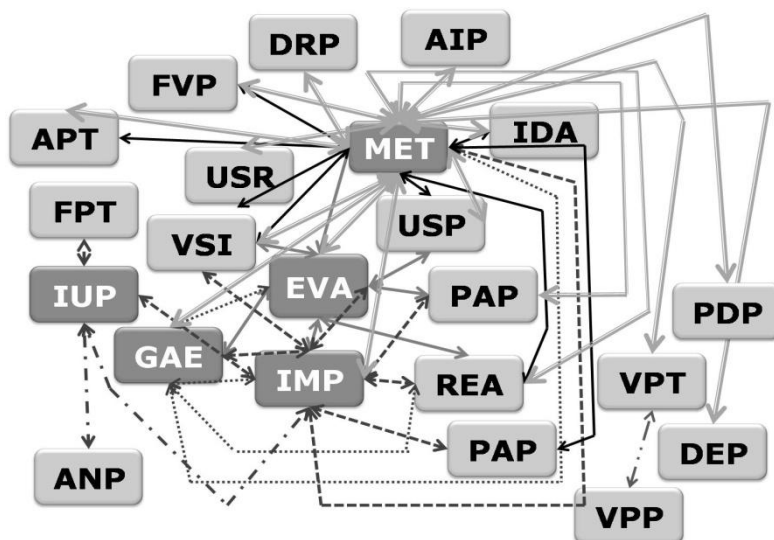 DRP
AIP
FVP
APT
MET
IDA
USR
FPT
USP
VSI
IUP
EVA
PAP
PDP
GAE
IMP
REA
VPT
ANP
PAP
DEP
VPP